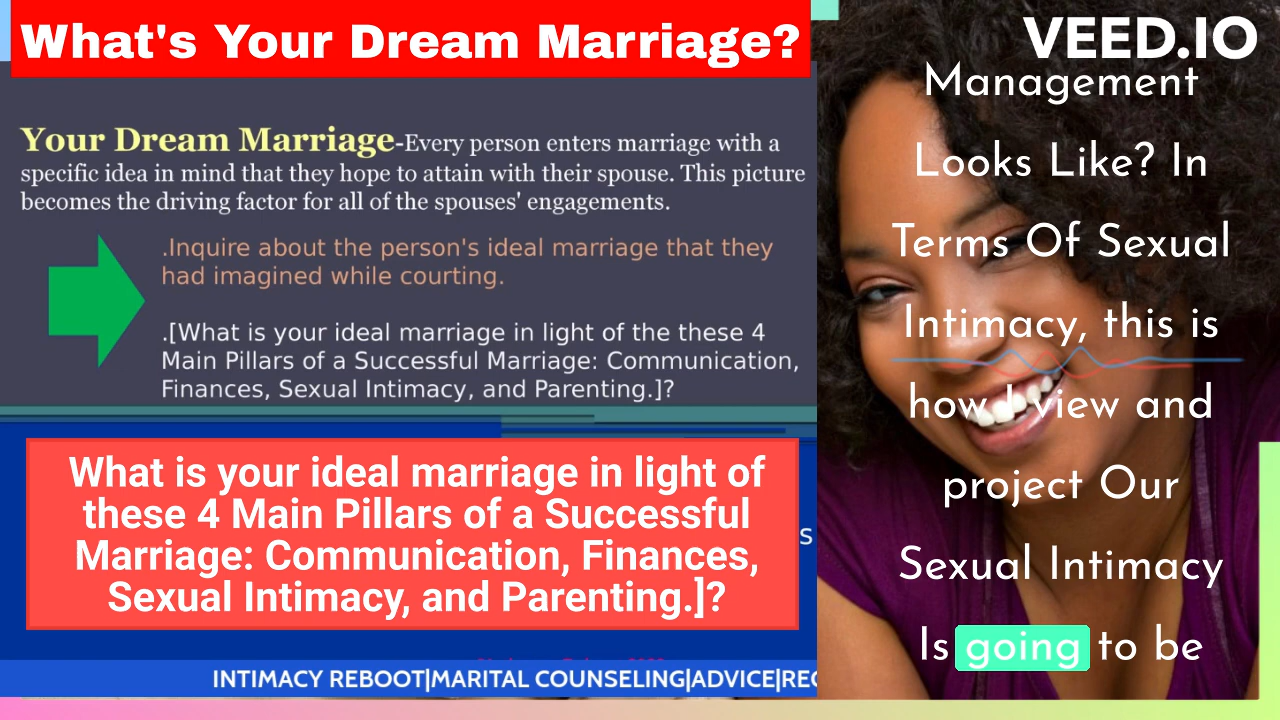 What's Your Dream Marriage?
Your Dream Marriage-Every person enters marriage with a
specific idea in mind that they hope to attain with their spouse. This picture
becomes the driving factor for all of the spouses' engagements.
.Inquire about the person's ideal marriage that they
had imagined while courting.
.[What is your ideal marriage in light of the these 4
Main Pillars of a Successful Marriage: Communication,
Finances, Sexual Intimacy, and Parenting.]?
What is your ideal marriage in light of
these 4 Main Pillars of a Successful
Marriage: Communication, Finances,
Sexual Intimacy, and Parenting.]?
s
INTIMACY REBOOT|MARITAL COUNSELING|ADVICE|REC
VEED.IO
Management
Looks Like? In
Terms Of Sexual
Intimacy, this is
how I view and
project Our
Sexual Intimacy
Is going to be